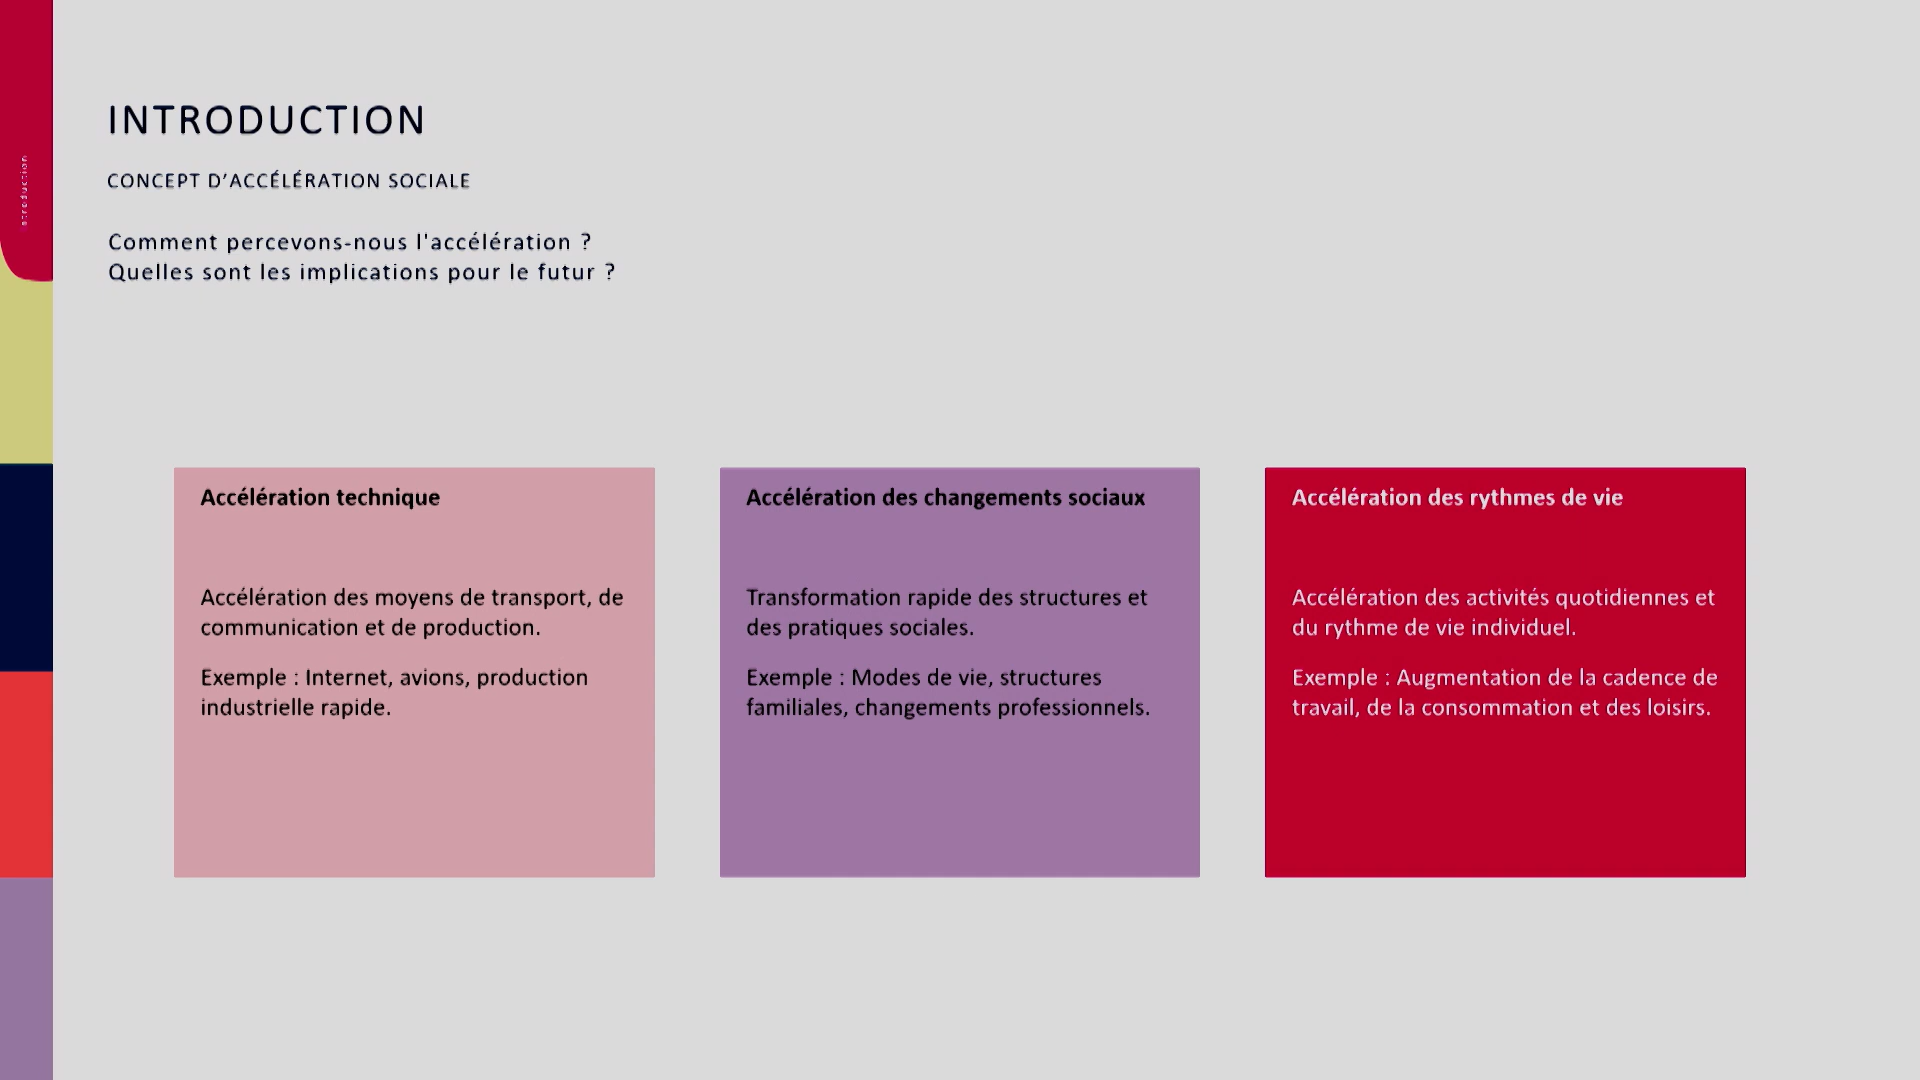 INTRODUCTION
CONCEPT D’ACCÉLÉRATION SOCIALE
Comment percevons-nous l'accélération ?
Quelles sont les implications pour le futur ?
Accélération technique
Accélération des moyens de transport, de
communication et de production.
Exemple : Internet, avions, production
industrielle rapide.
Accélération des changements sociaux
Transformation rapide des structures et
des pratiques sociales.
Exemple : Modes de vie, structures
familiales, changements professionnels.
Accélération des rythmes de vie
Accélération des activités quotidiennes et
du rythme de vie individuel.
Exemple : Augmentation de la cadence de
travail, de la consommation et des loisirs.